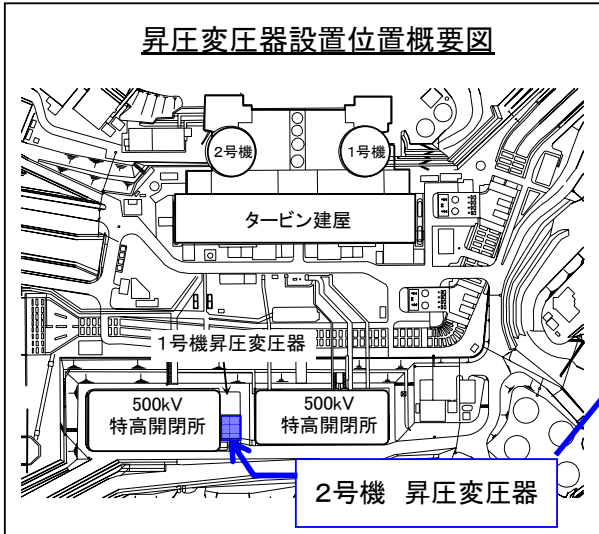 昇圧変圧器設置位置概要図
2号機
1号機
タービン建屋
1号機昇圧変圧器
500kV
特高開閉所
500kV
特高開閉所
2号機 昇圧変圧器